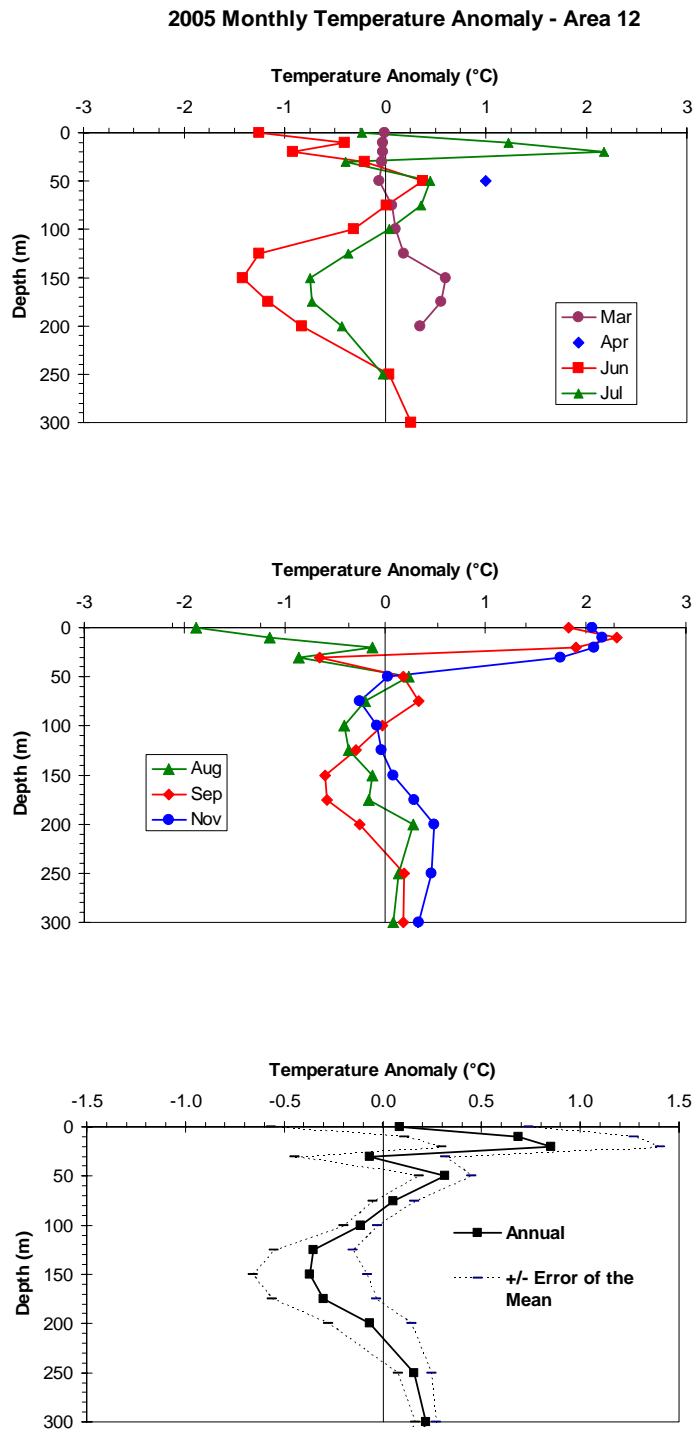 2005 Monthly Temperature Anomaly - Area 12
Temperature Anomaly (°C)
-3 -2 -1 0 1 2 3
0
50
100
150
200
250
300
Depth (m)
Mar
Apr
Jun
Jul
Temperature Anomaly (°C)
-3 -2 -1 0 1 2 3
0
50
100
150
200
250
300
Depth (m)
Aug
Sep
Nov
Temperature Anomaly (°C)
-1.5 -1.0 -0.5 0.0 0.5 1.0 1.5
0
50
100
150
200
250
300
Depth (m)
Annual
+/- Error of the
Mean